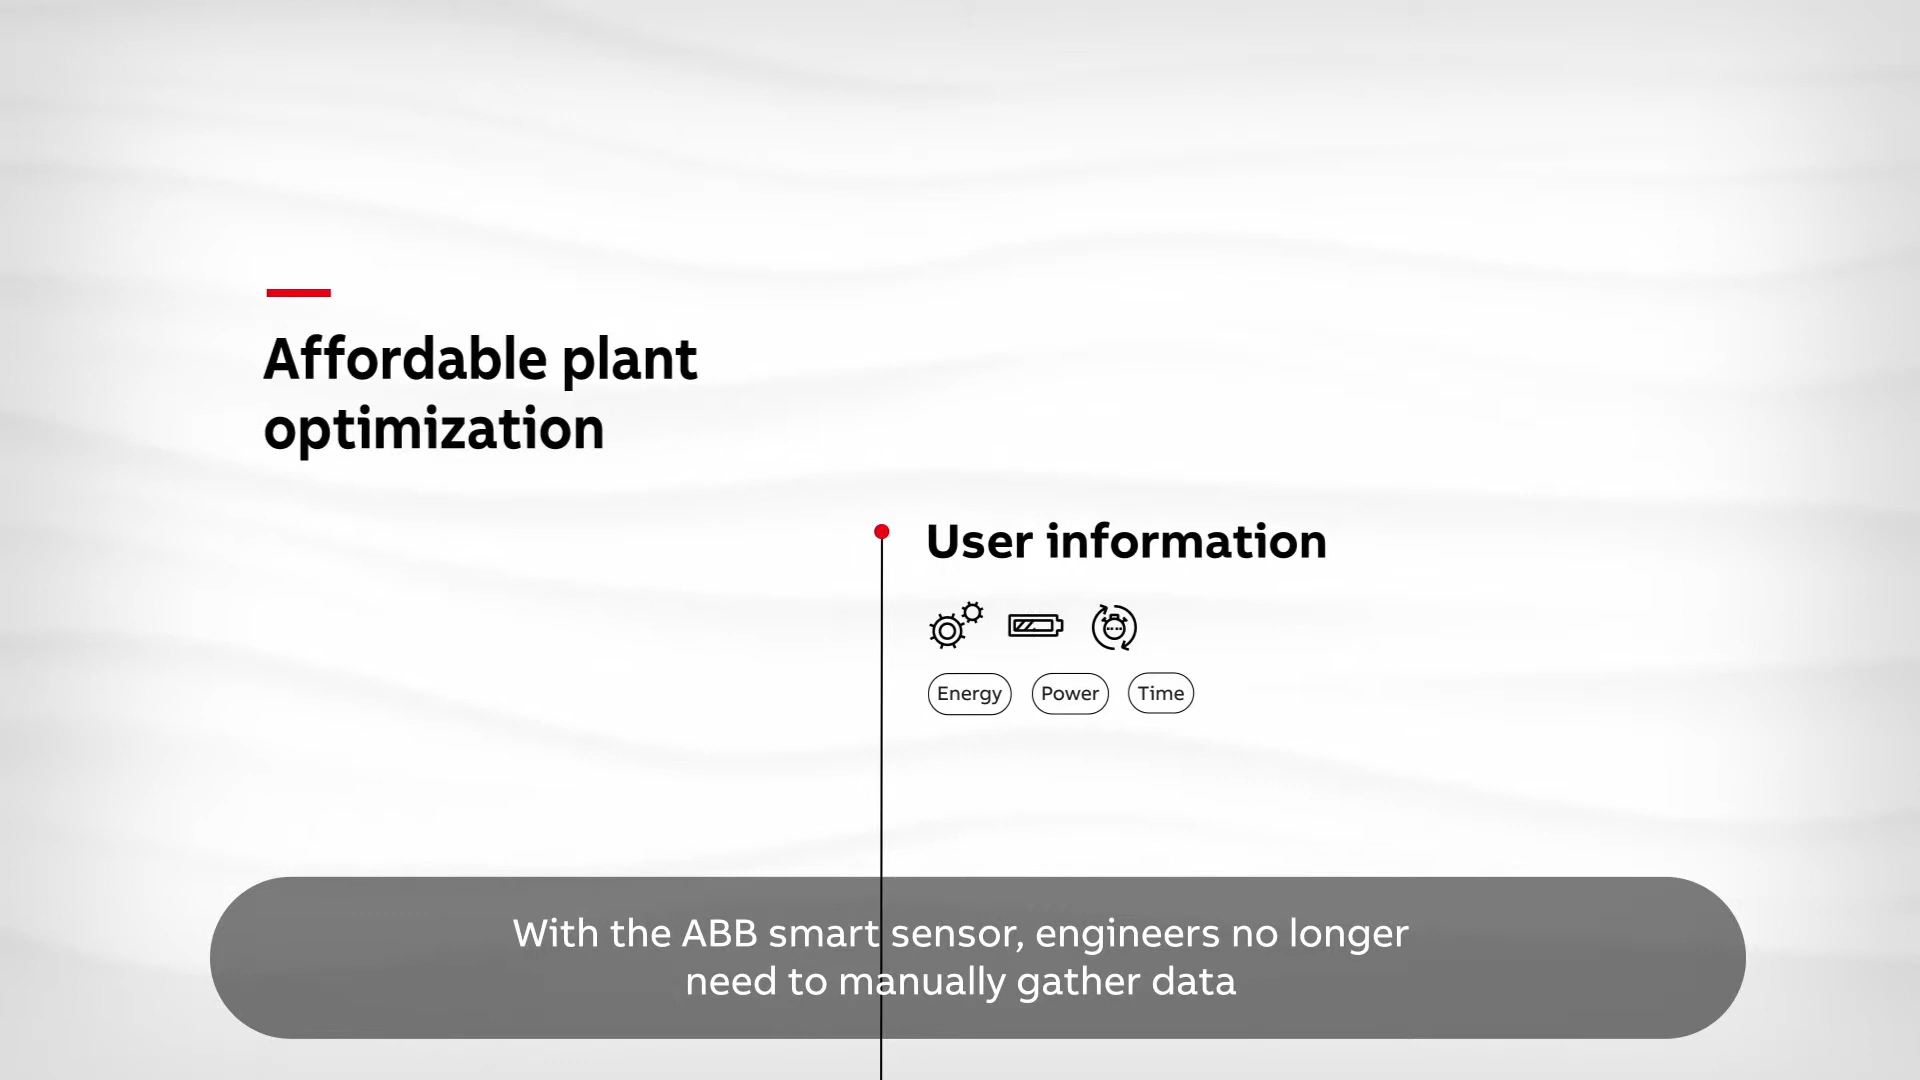 Affordable plant
optimization
User information
Energy
Power
Time
With the ABB smart sensor, engineers no longer
need to manually gather data